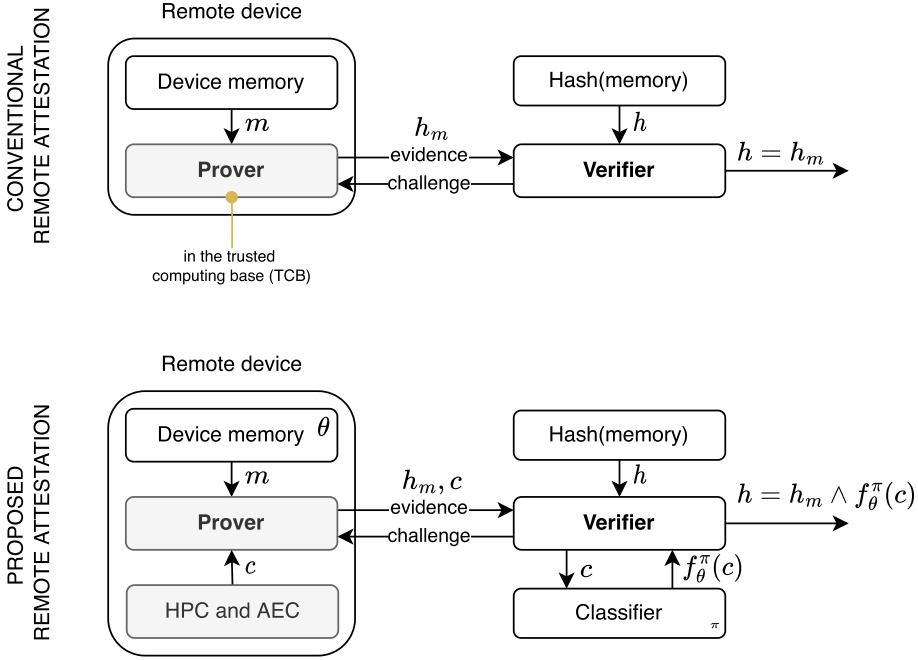 CONVENTIONAL
REMOTE ATTESTATION
Remote device
Device memory
m
Prover
in the trusted
computing base (TCB)
h_m
evidence
challenge
Hash(memory)
h
Verifier
h = h_m
PROPOSED
REMOTE ATTESTATION
Remote device
Device memory θ
m
Prover
c
HPC and AEC
h_m, c
evidence
challenge
Hash(memory)
h
Verifier
h = h_m ∧ f_θ^π(c)
c
f_θ^π(c)
Classifier
π